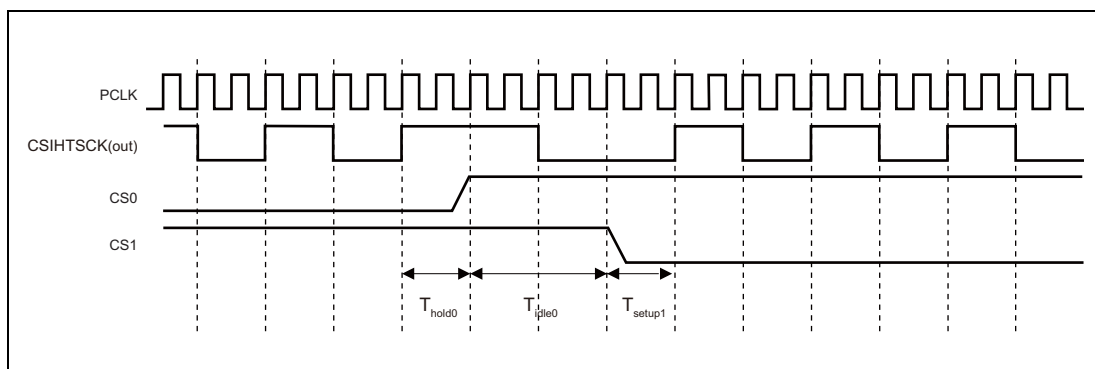 PCLK
CSIHTSCK(out)
CS0
CS1
Thold0 Tidle0 Tsetup1